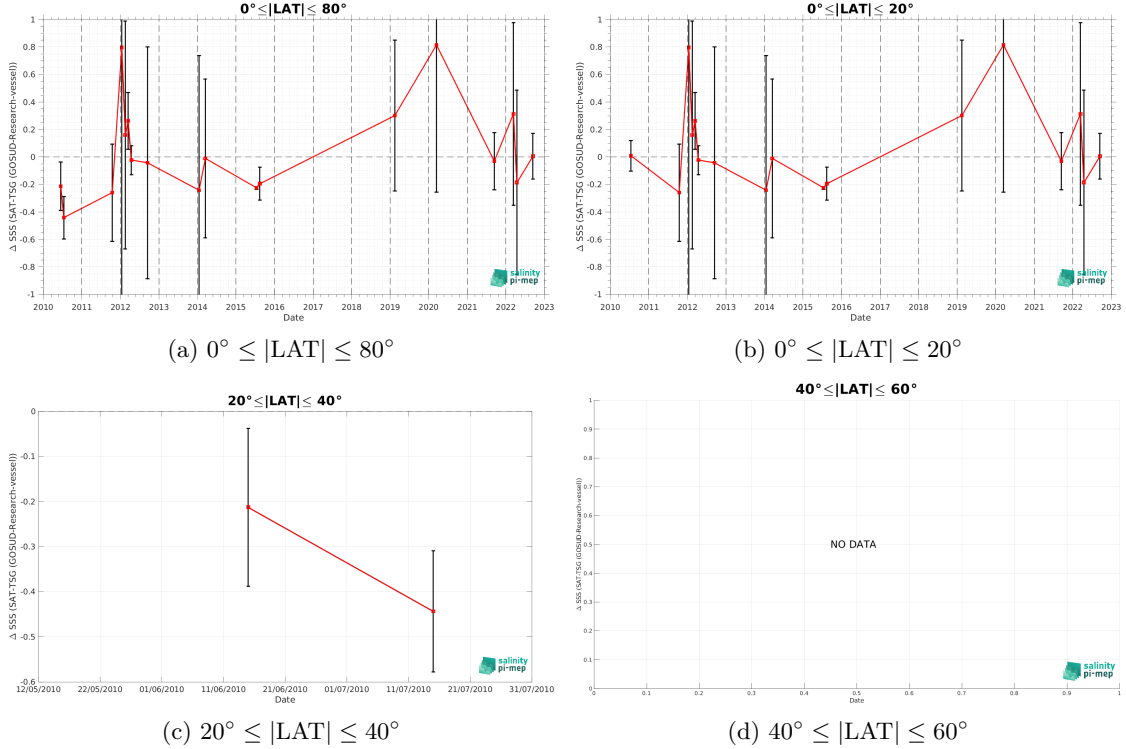 0°≤|LAT|≤ 80°
Δ SSS (SAT-TSG (GOSUD-Research-vessel))
1
0.8
0.6
0.4
0.2
0
-0.2
-0.4
-0.6
-0.8
-1
2010 2011 2012 2013 2014 2015 2016 2017 2018 2019 2020 2021 2022 2023
Date
salinity
pi-mep
(a) 0° ≤ |LAT| ≤ 80°
0°≤|LAT|≤ 20°
Δ SSS (SAT-TSG (GOSUD-Research-vessel))
1
0.8
0.6
0.4
0.2
0
-0.2
-0.4
-0.6
-0.8
-1
2010 2011 2012 2013 2014 2015 2016 2017 2018 2019 2020 2021 2022 2023
Date
salinity
pi-mep
(b) 0° ≤ |LAT| ≤ 20°
20°≤|LAT|≤ 40°
Δ SSS (SAT-TSG (GOSUD-Research-vessel))
0
-0.1
-0.2
-0.3
-0.4
-0.5
-0.6
12/05/2010 22/05/2010 01/06/2010 11/06/2010 21/06/2010 01/07/2010 11/07/2010 21/07/2010 31/07/2010
Date
salinity
pi-mep
(c) 20° ≤ |LAT| ≤ 40°
40°≤|LAT|≤ 60°
Δ SSS (SAT-TSG (GOSUD-Research-vessel))
1
0.9
0.8
0.7
0.6
0.5
0.4
0.3
0.2
0.1
0
NO DATA
0 0.1 0.2 0.3 0.4 0.5 0.6 0.7 0.8 0.9 1
Date
salinity
pi-mep
(d) 40° ≤ |LAT| ≤ 60°